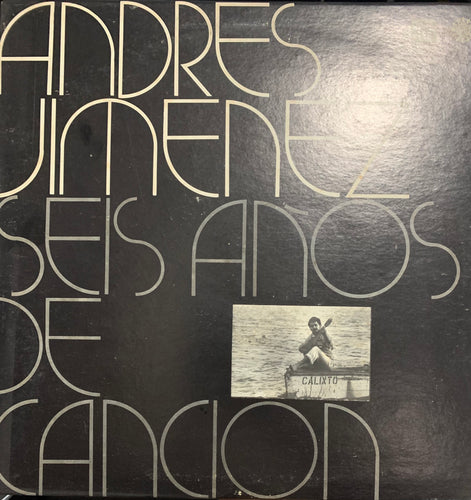 ANDRES
JIMENEZ
SEIS AÑOS
DE
CANCION
CALIXTO